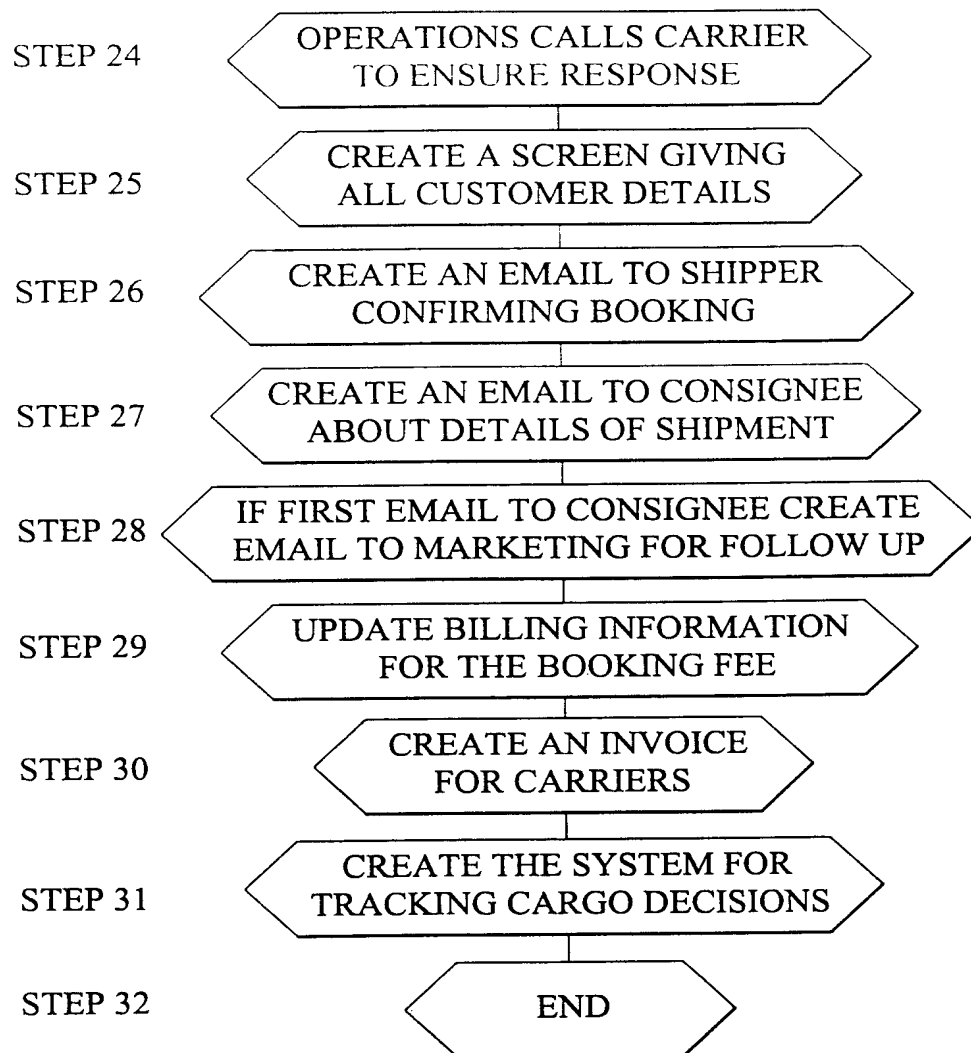 STEP 24
OPERATIONS CALLS CARRIER
TO ENSURE RESPONSE
STEP 25
CREATE A SCREEN GIVING
ALL CUSTOMER DETAILS
STEP 26
CREATE AN EMAIL TO SHIPPER
CONFIRMING BOOKING
STEP 27
CREATE AN EMAIL TO CONSIGNEE
ABOUT DETAILS OF SHIPMENT
STEP 28
IF FIRST EMAIL TO CONSIGNEE CREATE
EMAIL TO MARKETING FOR FOLLOW UP
STEP 29
UPDATE BILLING INFORMATION
FOR THE BOOKING FEE
STEP 30
CREATE AN INVOICE
FOR CARRIERS
STEP 31
CREATE THE SYSTEM FOR
TRACKING CARGO DECISIONS
STEP 32
END